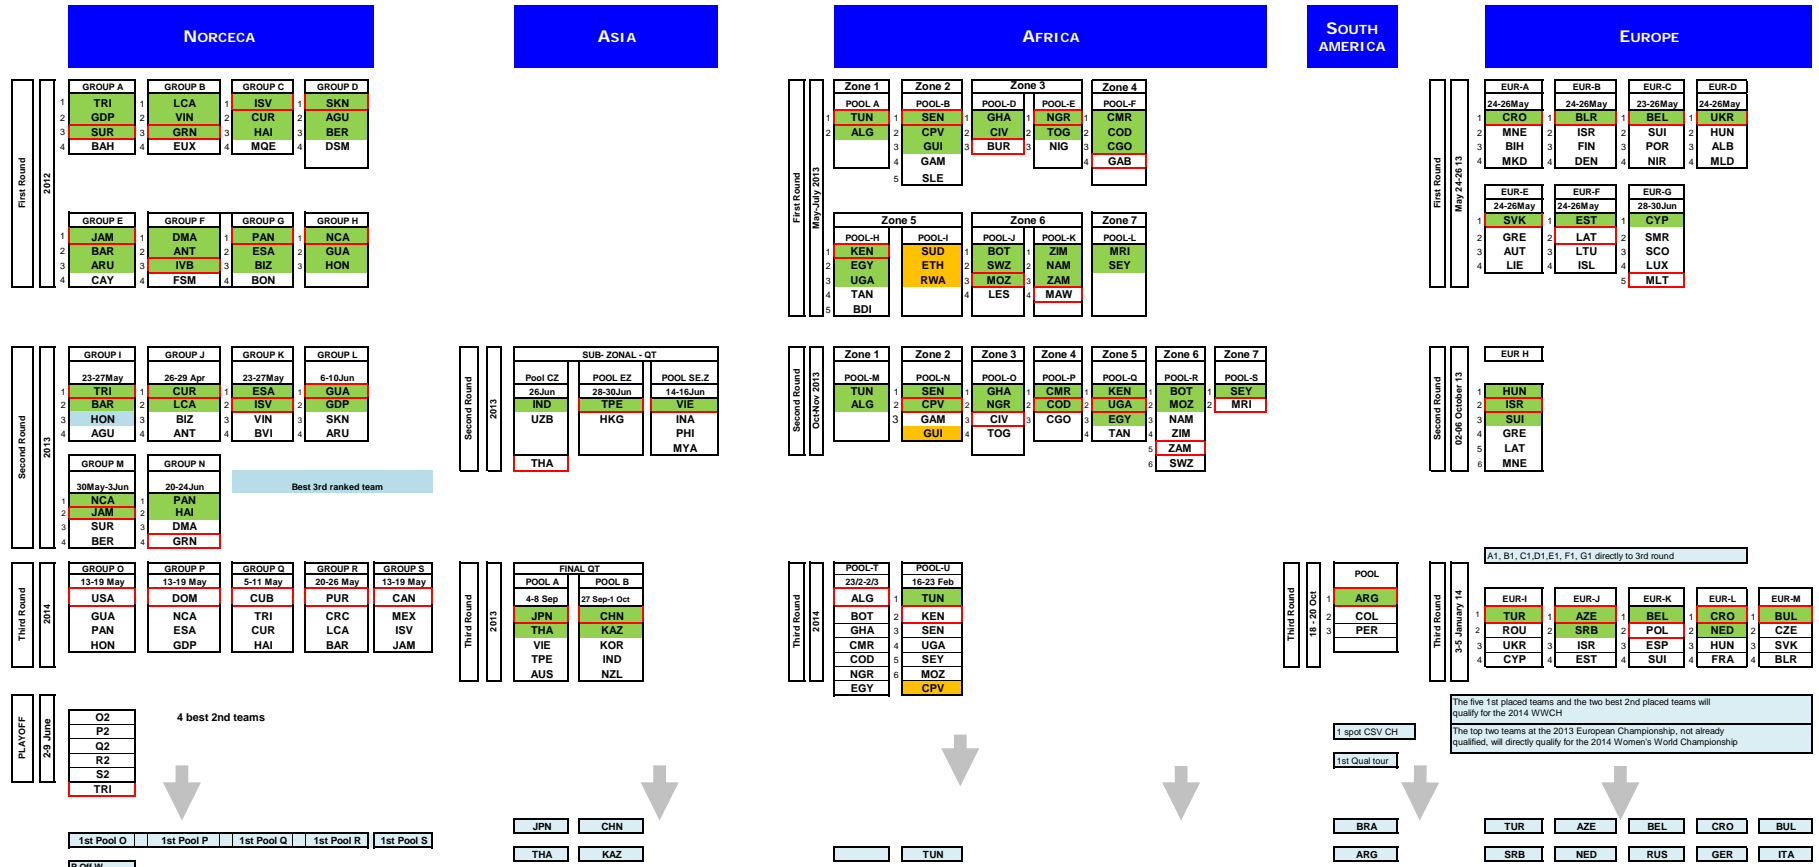 NORCECA
ASIA
AFRICA
SOUTH AMERICA
EUROPE
First Round
2012
GROUP A GROUP B GROUP C GROUP D
1 TRI 1 LCA 1 ISV 1 SKN
2 GDP 2 VIN 2 CUR 2 AGU
3 SUR 3 GRN 3 HAI 3 BER
4 BAH 4 EUX 4 MQE 4 DSM
GROUP E GROUP F GROUP G GROUP H
1 JAM 1 DMA 1 PAN 1 NCA
2 BAR 2 ANT 2 ESA 2 GUA
3 ARU 3 IVB 3 BIZ 3 HON
4 CAY 4 FSM 4 BON
First Round
May-July 2013
Zone 1 Zone 2 Zone 3 Zone 4
POOL A POOL-B POOL-D POOL-E POOL-F
1 TUN 1 SEN 1 GHA 1 NGR 1 CMR
2 ALG 2 CPV 2 CIV 2 TOG 2 COD
3 GUI 3 BUR 3 NIG 3 CGO
4 GAM 4 GAB
5 SLE
Zone 5 Zone 6 Zone 7
POOL-H POOL-I POOL-J POOL-K POOL-L
1 KEN SUD 1 BOT 1 ZIM 1 MRI
2 EGY ETH 2 SWZ 2 NAM 2 SEY
3 UGA RWA 3 MOZ 3 ZAM
4 TAN 4 LES 4 MAW
5 BDI
First Round
May 24-26 13
EUR-A EUR-B EUR-C EUR-D
24-26May 24-26May 23-26May 24-26May
1 CRO 1 BLR 1 BEL 1 UKR
2 MNE 2 ISR 2 SUI 2 HUN
3 BIH 3 FIN 3 POR 3 ALB
4 MKD 4 DEN 4 NIR 4 MLD
EUR-E EUR-F EUR-G
24-26May 24-26May 28-30Jun
1 SVK 1 EST 1 CYP
2 GRE 2 LAT 2 SMR
3 AUT 3 LTU 3 SCO
4 LIE 4 ISL 4 LUX
5 MLT
Second Round
2013
GROUP I GROUP J GROUP K GROUP L
23-27May 26-29 Apr 23-27May 6-10Jun
1 TRI 1 CUR 1 ESA 1 GUA
2 BAR 2 LCA 2 ISV 2 GDP
3 HON 3 BIZ 3 VIN 3 SKN
4 AGU 4 ANT 4 BVI 4 ARU
GROUP M GROUP N
30May-3Jun 20-24Jun Best 3rd ranked team
1 NCA 1 PAN
2 JAM 2 HAI
3 SUR 3 DMA
4 BER 4 GRN
Second Round
2013
SUB- ZONAL - QT
Pool CZ POOL EZ POOL SE.Z
26Jun 28-30Jun 14-16Jun
IND TPE VIE
UZB HKG INA
PHI
MYA
THA
Second Round
Oct-Nov 2013
Zone 1 Zone 2 Zone 3 Zone 4 Zone 5 Zone 6 Zone 7
POOL-M POOL-N POOL-O POOL-P POOL-Q POOL-R POOL-S
TUN 1 SEN 1 GHA 1 CMR 1 KEN 1 BOT 1 SEY
ALG 2 CPV 2 NGR 2 COD 2 UGA 2 MOZ 2 MRI
3 GAM 3 CIV 3 CGO 3 EGY 3 NAM
GUI 4 TOG 4 TAN 4 ZIM
5 ZAM
6 SWZ
Second Round
02-06 October 13
EUR H
1 HUN
2 ISR
3 SUI
4 GRE
5 LAT
6 MNE
A1, B1, C1,D1,E1, F1, G1 directly to 3rd round
Third Round
2014
GROUP O GROUP P GROUP Q GROUP R GROUP S
13-19 May 13-19 May 5-11 May 20-26 May 13-19 May
USA DOM CUB PUR CAN
GUA NCA TRI CRC MEX
PAN ESA CUR LCA ISV
HON GDP HAI BAR JAM
Third Round
2013
FINAL QT
POOL A POOL B
4-8 Sep 27 Sep-1 Oct
JPN CHN
THA KAZ
VIE KOR
TPE IND
AUS NZL
Third Round
2014
POOL-T POOL-U
23/2-2/3 16-23 Feb
ALG 1 TUN
BOT 2 KEN
GHA 3 SEN
CMR 4 UGA
COD 5 SEY
NGR 6 MOZ
EGY CPV
Third Round
18 - 20 Oct
POOL
1 ARG
2 COL
3 PER
Third Round
3-5 January 14
EUR-I EUR-J EUR-K EUR-L EUR-M
1 TUR 1 AZE 1 BEL 1 CRO 1 BUL
2 ROU 2 SRB 2 POL 2 NED 2 CZE
3 UKR 3 ISR 3 ESP 3 HUN 3 SVK
4 CYP 4 EST 4 SUI 4 FRA 4 BLR
PLAYOFF
2-9 June
O2
P2
Q2
R2
S2
TRI
4 best 2nd teams
1 spot CSV CH
1st Qual tour
The five 1st placed teams and the two best 2nd placed teams will
qualify for the 2014 WWCH
The top two teams at the 2013 European Championship, not already
qualified, will directly qualify for the 2014 Women's World Championship
1st Pool O 1st Pool P 1st Pool Q 1st Pool R 1st Pool S
P Off W
JPN CHN
THA KAZ
TUN
BRA
ARG
TUR AZE BEL CRO BUL
SRB NED RUS GER ITA